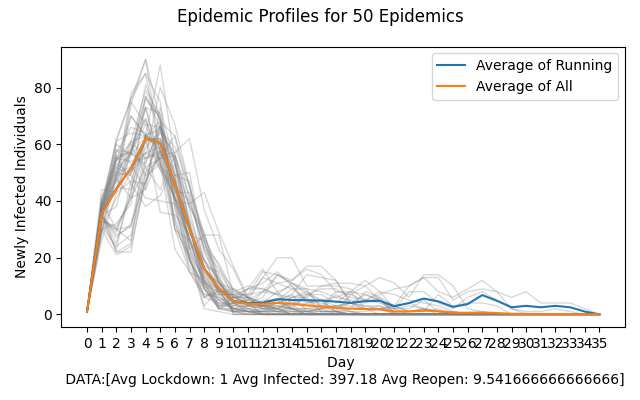 Epidemic Profiles for 50 Epidemics
Average of Running
Average of All
Newly Infected Individuals
80
60
40
20
0
0 1 2 3 4 5 6 7 8 9 10 11 12 13 14 15 16 17 18 19 20 21 22 23 24 25 26 27 28 29 30 31 32 33 34 35
Day
DATA:[Avg Lockdown: 1 Avg Infected: 397.18 Avg Reopen: 9.541666666666666]